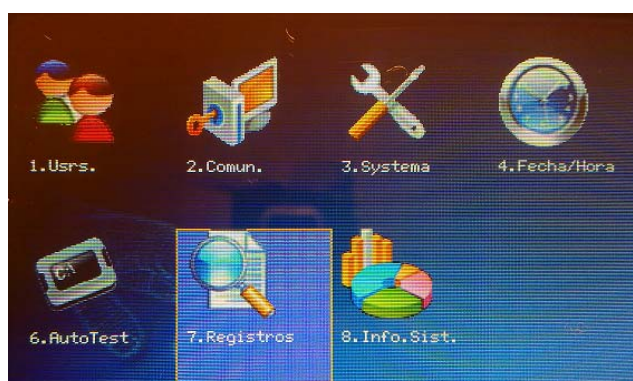 1.Usrs.
2.Comun.
3.Systema
4.Fecha/Hora
6.AutoTest
7.Registros
8.Info.Sist.